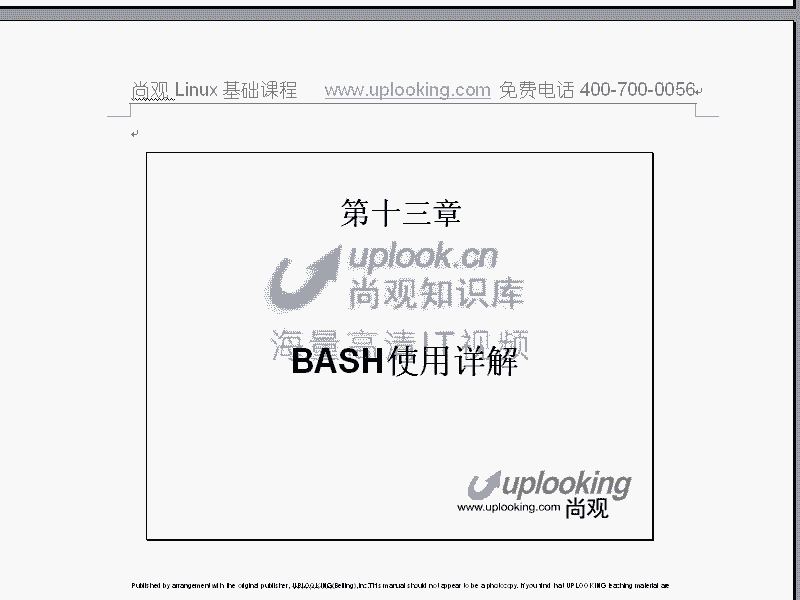 尚观 Linux 基础课程 www.uplooking.com 免费电话 400-700-0056
第十三章
uplook.cn
尚观知识库
海量高清IT视频
BASH使用详解
uplooking
www.uplooking.com 尚观
Published by arrangement with the original publisher, UPLOOKING(Beijing),Inc.This manual should not appear to be a photocopy. If you find that UPLOOKING teaching material are